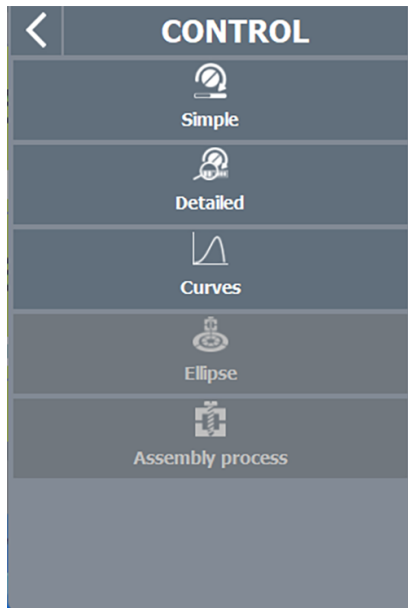 CONTROL
Simple
Detailed
Curves
Ellipse
Assembly process